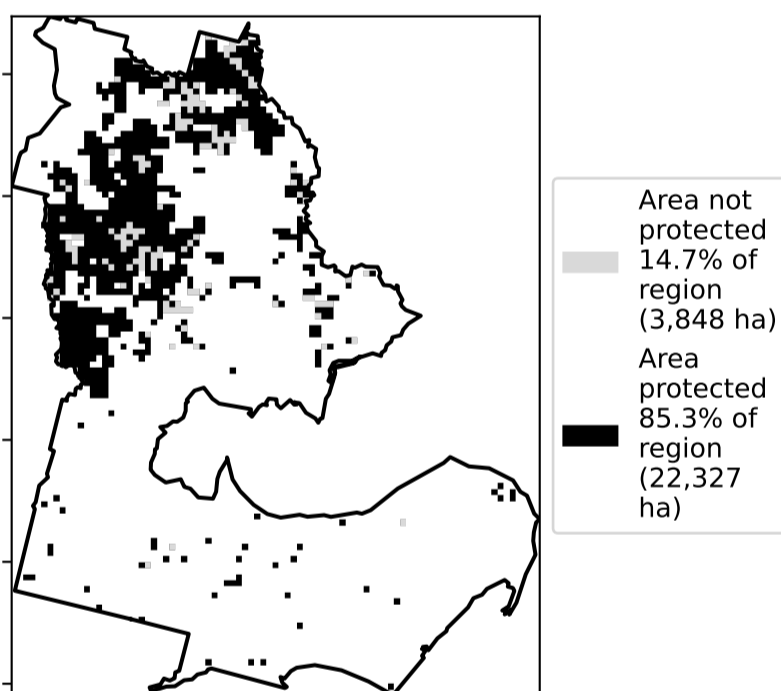 Area not
protected
14.7% of
region
(3,848 ha)
Area
protected
85.3% of
region
(22,327
ha)